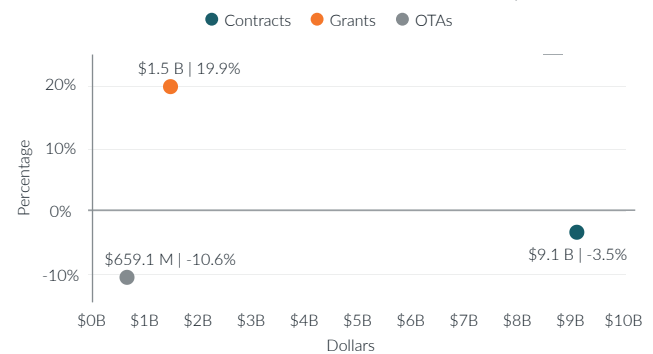 Contracts Grants OTAs
$1.5 B | 19.9%
20%
10%
Percentage
0%
$9.1 B | -3.5%
$659.1 M | -10.6%
-10%
$0B $1B $2B $3B $4B $5B $6B $7B $8B $9B $10B
Dollars